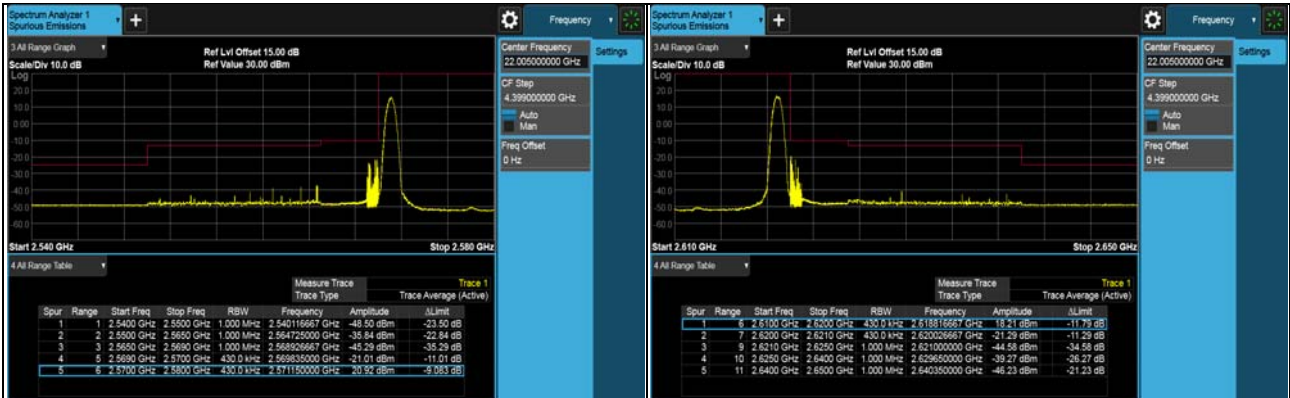 Spectrum Analyzer 1
Spurious Emissions
Frequency
3 All Range Graph
Ref Lvl Offset 15.00 dB
Scale/Div 10.0 dB
Ref Value 30.00 dBm
Log
20.0
10.0
0.00
-10.0
-20.0
-30.0
-40.0
-50.0
-60.0
Start 2.540 GHz
Stop 2.580 GHz
Center Frequency
22.005000000 GHz
Settings
CF Step
4.399000000 GHz
Auto
Man
Freq Offset
0 Hz
4 All Range Table
Measure Trace Trace 1
Trace Type Trace Average (Active)
Spur Range Start Freq Stop Freq RBW Frequency Amplitude ΔLimit
1 1 2.5400 GHz 2.5500 GHz 1.000 MHz 2.540116667 GHz -48.50 dBm -23.50 dB
2 2 2.5500 GHz 2.5650 GHz 1.000 MHz 2.564725000 GHz -35.84 dBm -22.84 dB
3 3 2.5650 GHz 2.5690 GHz 1.000 MHz 2.568926667 GHz -45.29 dBm -35.29 dB
4 5 2.5690 GHz 2.5700 GHz 430.0 kHz 2.569835000 GHz -21.01 dBm -11.01 dB
5 6 2.5700 GHz 2.5800 GHz 430.0 kHz 2.571150000 GHz 20.92 dBm -9.083 dB
Spectrum Analyzer 1
Spurious Emissions
Frequency
3 All Range Graph
Ref Lvl Offset 15.00 dB
Scale/Div 10.0 dB
Ref Value 30.00 dBm
Log
20.0
10.0
0.00
-10.0
-20.0
-30.0
-40.0
-50.0
-60.0
Start 2.610 GHz
Stop 2.650 GHz
Center Frequency
22.005000000 GHz
Settings
CF Step
4.399000000 GHz
Auto
Man
Freq Offset
0 Hz
4 All Range Table
Measure Trace Trace 1
Trace Type Trace Average (Active)
Spur Range Start Freq Stop Freq RBW Frequency Amplitude ΔLimit
1 6 2.6100 GHz 2.6200 GHz 430.0 kHz 2.618816667 GHz 18.21 dBm -11.79 dB
2 7 2.6200 GHz 2.6210 GHz 430.0 kHz 2.620026667 GHz -21.29 dBm -11.29 dB
3 9 2.6210 GHz 2.6250 GHz 1.000 MHz 2.621000000 GHz -44.58 dBm -34.58 dB
4 10 2.6250 GHz 2.6400 GHz 1.000 MHz 2.629650000 GHz -39.27 dBm -26.27 dB
5 11 2.6400 GHz 2.6500 GHz 1.000 MHz 2.640350000 GHz -46.23 dBm -21.23 dB